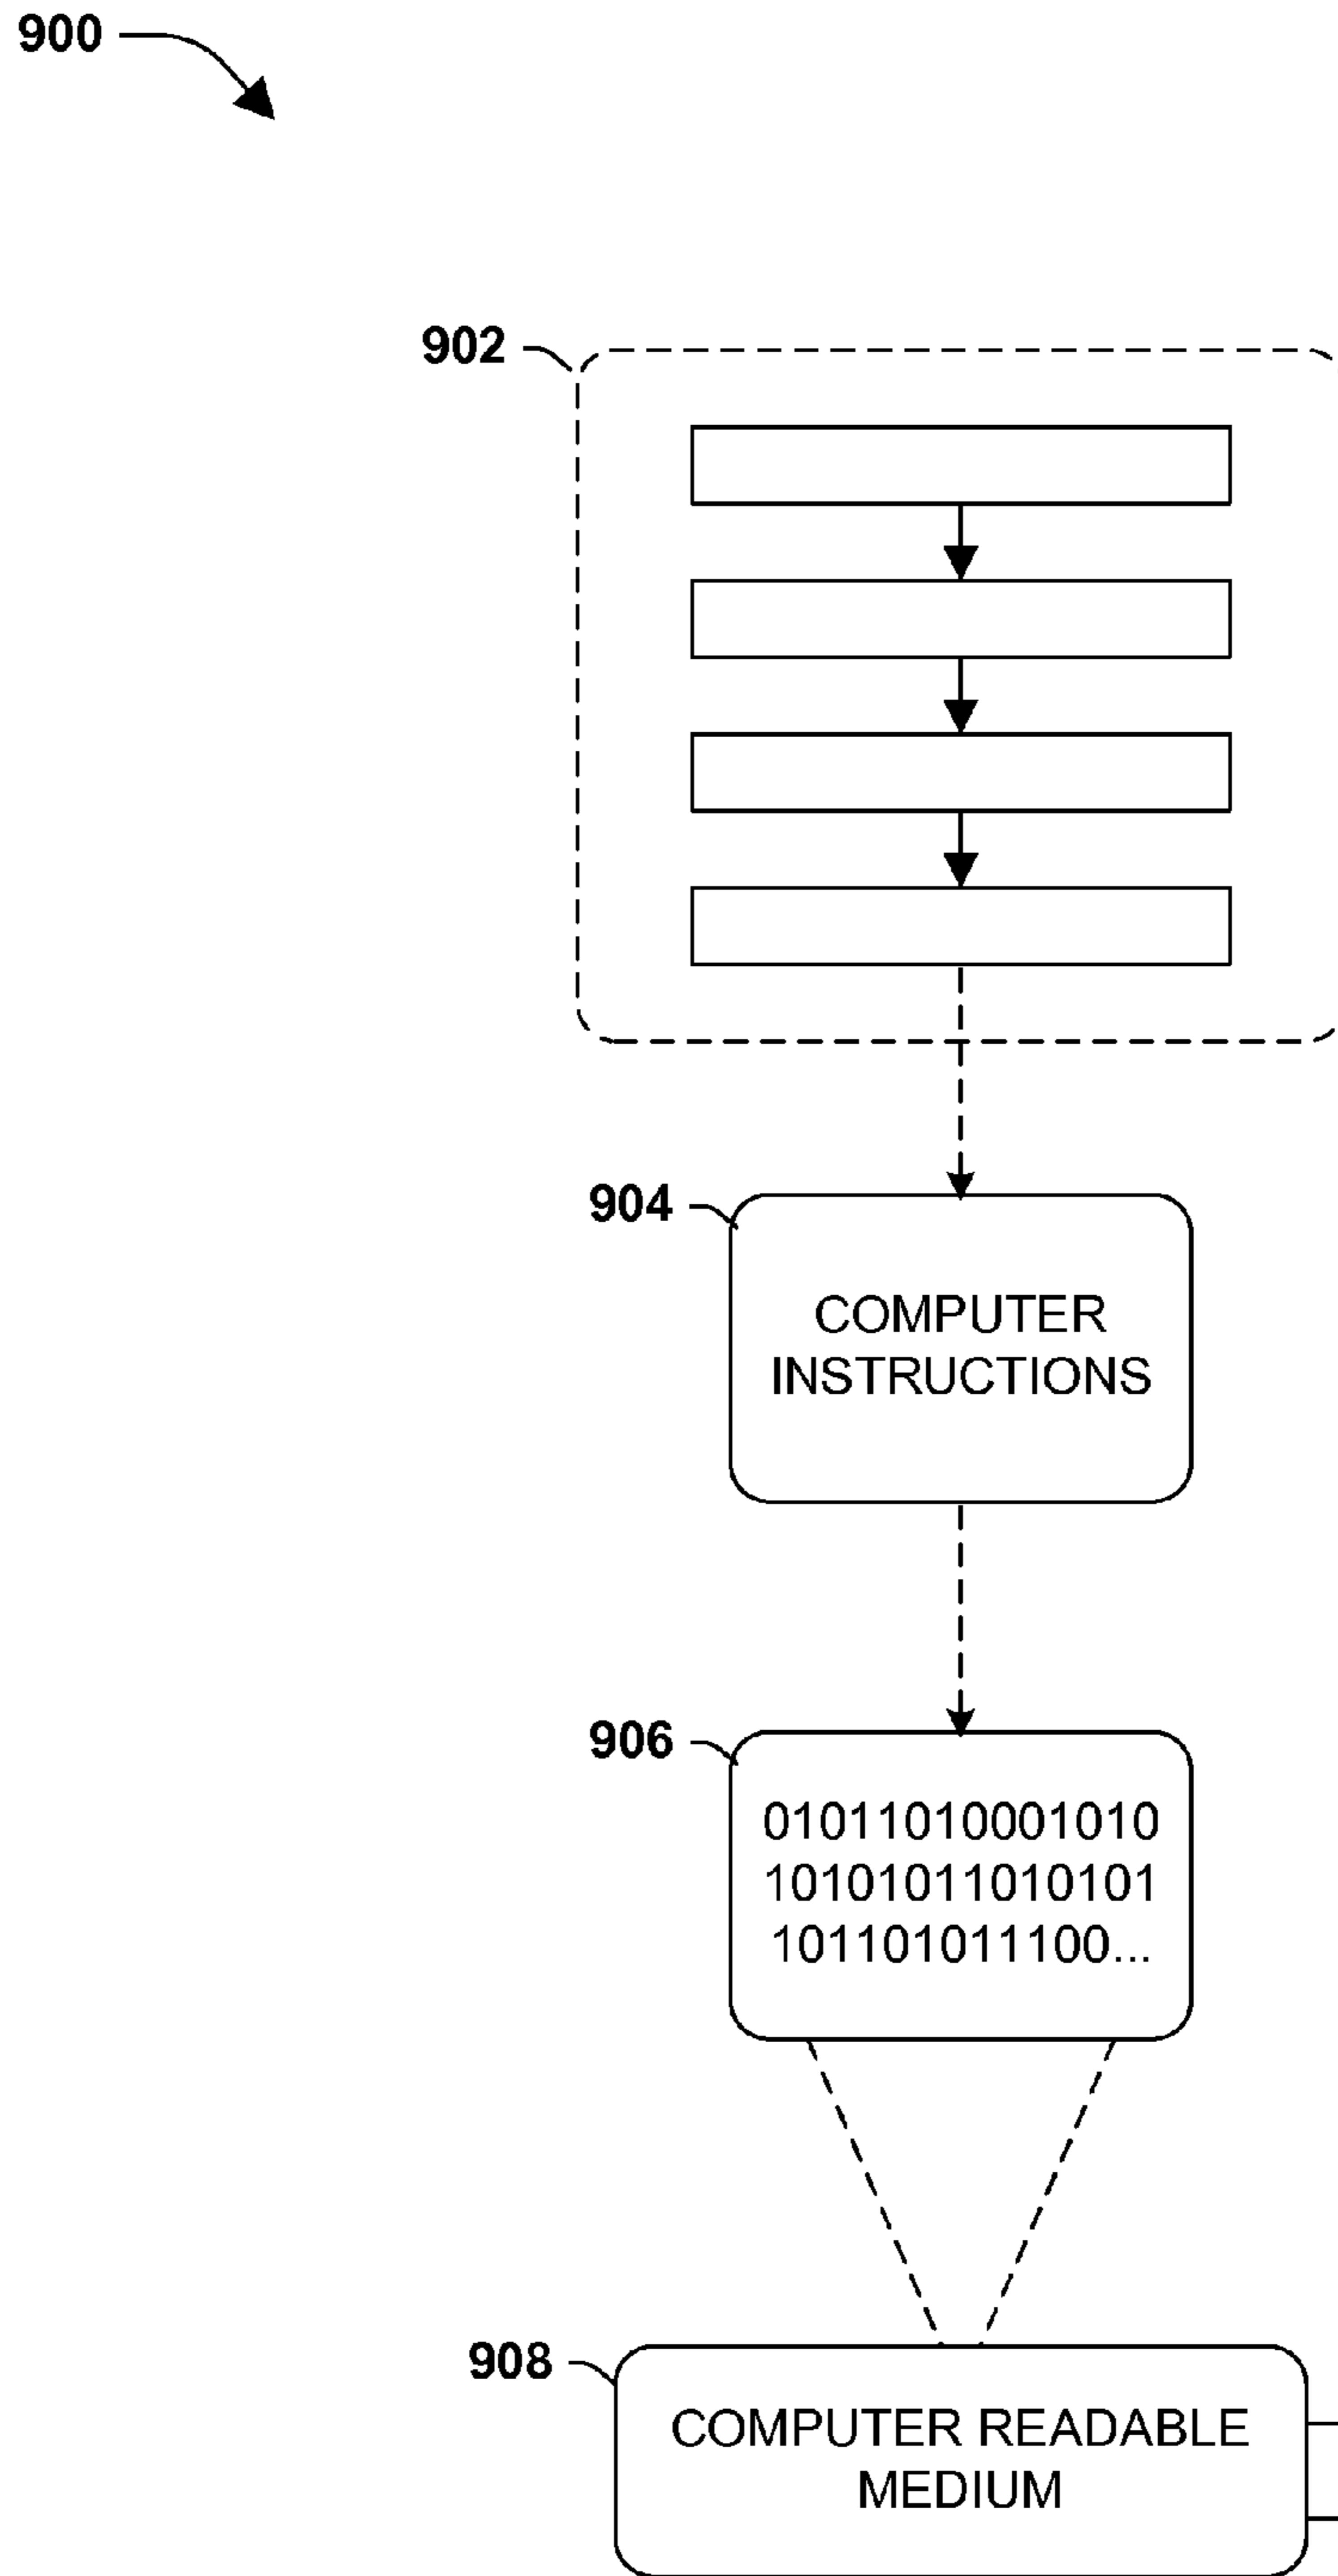 900
902
904
COMPUTER
INSTRUCTIONS
906
01011010001010
10101011010101
101101011100...
908
COMPUTER READABLE
MEDIUM